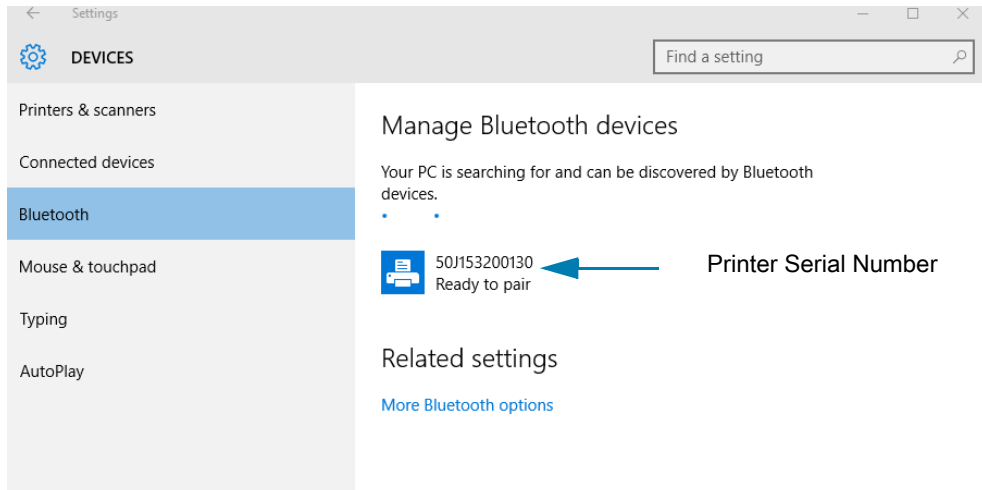 Settings
DEVICES
Find a setting
Printers & scanners
Connected devices
Bluetooth
Mouse & touchpad
Typing
AutoPlay
Manage Bluetooth devices
Your PC is searching for and can be discovered by Bluetooth
devices.
50J153200130
Ready to pair
Printer Serial Number
Related settings
More Bluetooth options